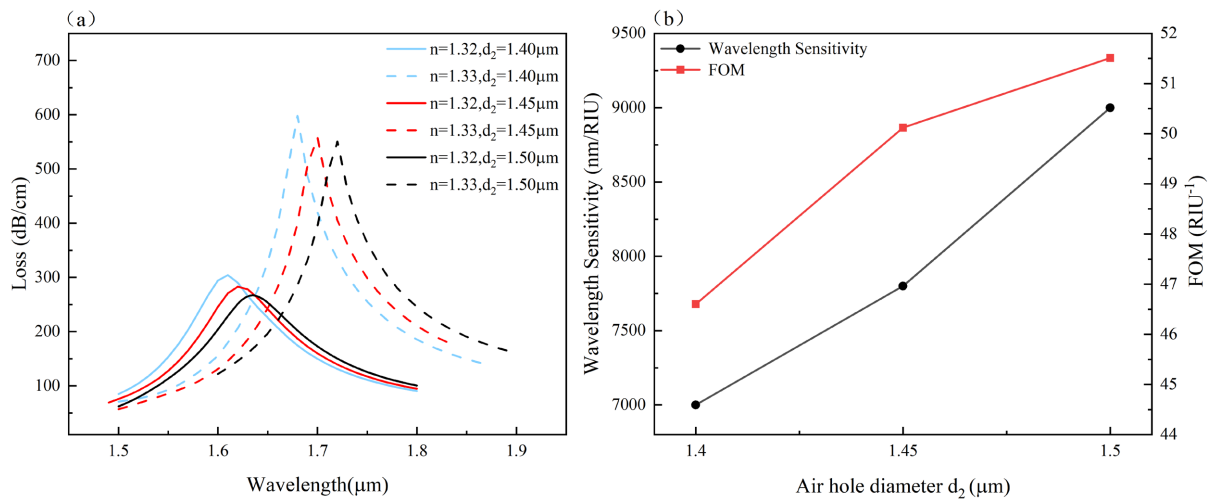 (a)
Loss (dB/cm)
700
600
500
400
300
200
100
1.5
1.6
1.7
1.8
1.9
Wavelength(μm)
n=1.32,d₂=1.40μm
n=1.33,d₂=1.40μm
n=1.32,d₂=1.45μm
n=1.33,d₂=1.45μm
n=1.32,d₂=1.50μm
n=1.33,d₂=1.50μm
(b)
Wavelength Sensitivity (nm/RIU)
9500
9000
8500
8000
7500
7000
1.4
1.45
1.5
Air hole diameter d₂ (μm)
Wavelength Sensitivity
FOM
52
51
50
49
48
47
46
45
44
FOM (RIU⁻¹)